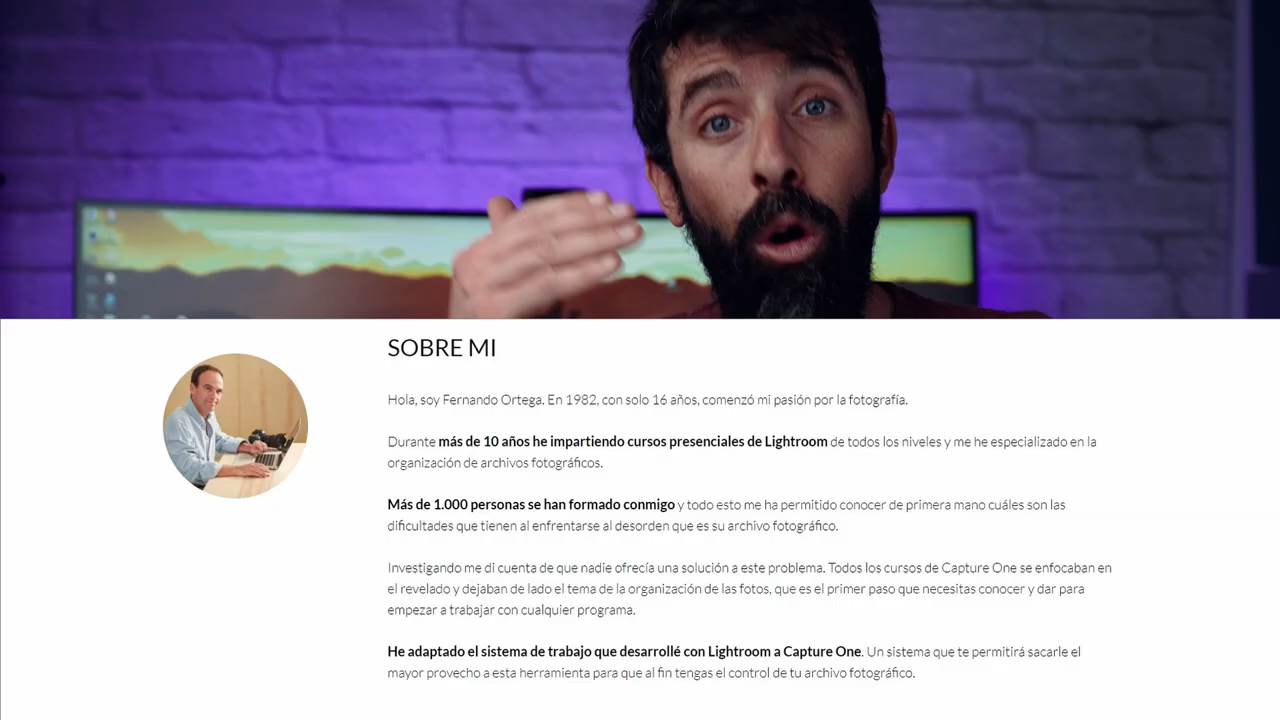 SOBRE MI
Hola, soy Fernando Ortega. En 1982, con solo 16 años, comenzó mi pasión por la fotografía.
Durante más de 10 años he impartiendo cursos presenciales de Lightroom de todos los niveles y me he especializado en la
organización de archivos fotográficos.
Más de 1.000 personas se han formado conmigo y todo esto me ha permitido conocer de primera mano cuáles son las
dificultades que tienen al enfrentarse al desorden que es su archivo fotográfico.
Investigando me di cuenta de que nadie ofrecía una solución a este problema. Todos los cursos de Capture One se enfocaban en
el revelado y dejaban de lado el tema de la organización de las fotos, que es el primer paso que necesitas conocer y dar para
empezar a trabajar con cualquier programa.
He adaptado el sistema de trabajo que desarrollé con Lightroom a Capture One. Un sistema que te permitirá sacarle el
mayor provecho a esta herramienta para que al fin tengas el control de tu archivo fotográfico.